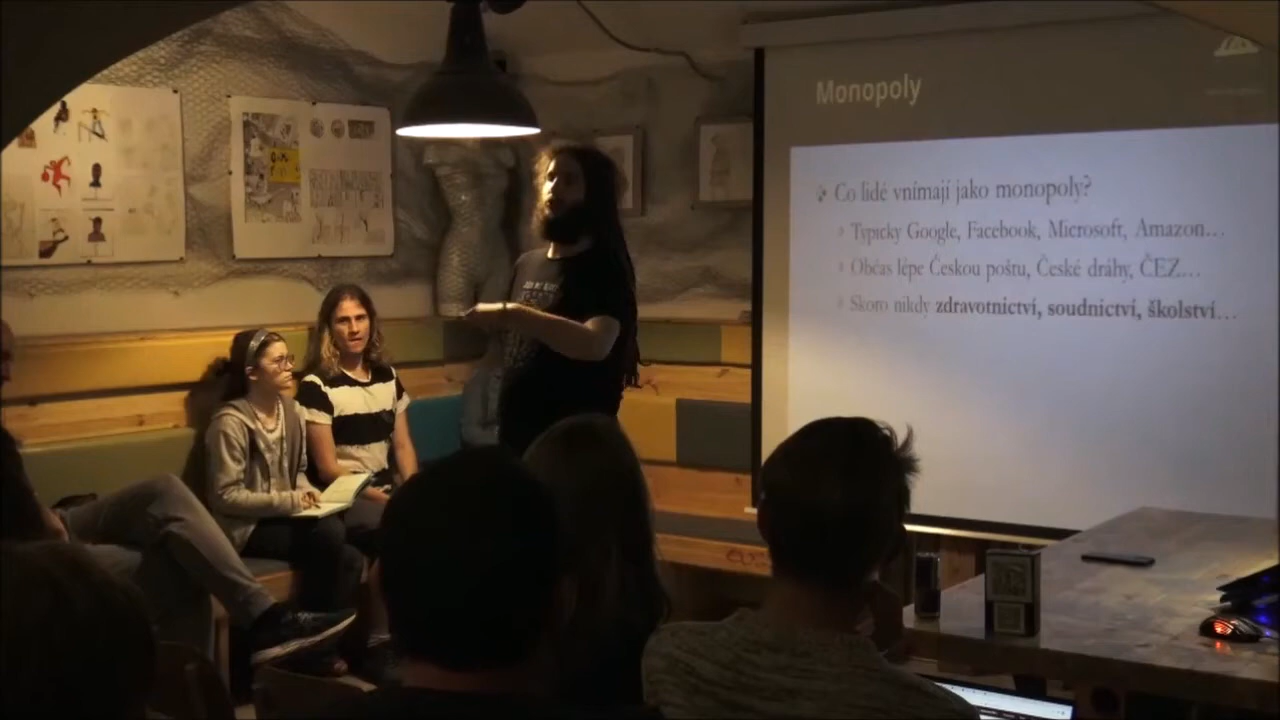 Monopoly
Co lidé vnímají jako monopoly?
Typicky Google, Facebook, Microsoft, Amazon…
Občas lépe Českou poštu, České dráhy, ČEZ…
Skoro nikdy zdravotnictví, soudnictví, školství…